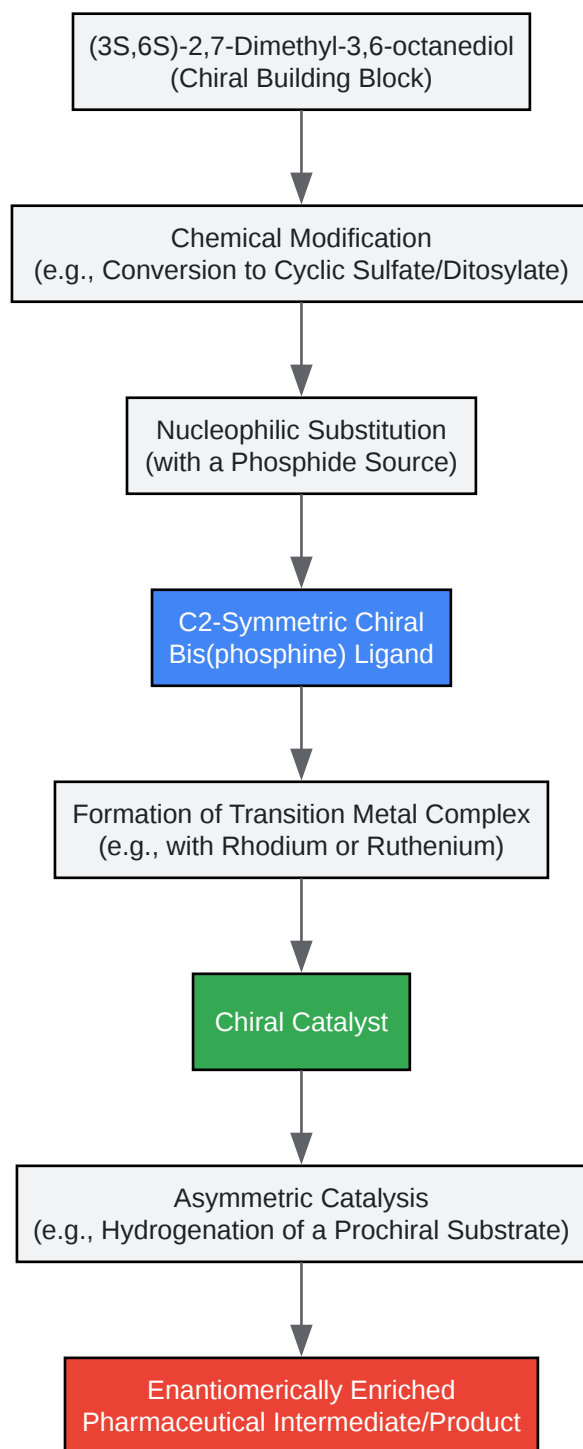 (3S,6S)-2,7-Dimethyl-3,6-octanediol
(Chiral Building Block)
Chemical Modification
(e.g., Conversion to Cyclic Sulfate/Ditosylate)
Nucleophilic Substitution
(with a Phosphide Source)
C2-Symmetric Chiral
Bis(phosphine) Ligand
Formation of Transition Metal Complex
(e.g., with Rhodium or Ruthenium)
Chiral Catalyst
Asymmetric Catalysis
(e.g., Hydrogenation of a Prochiral Substrate)
Enantiomerically Enriched
Pharmaceutical Intermediate/Product